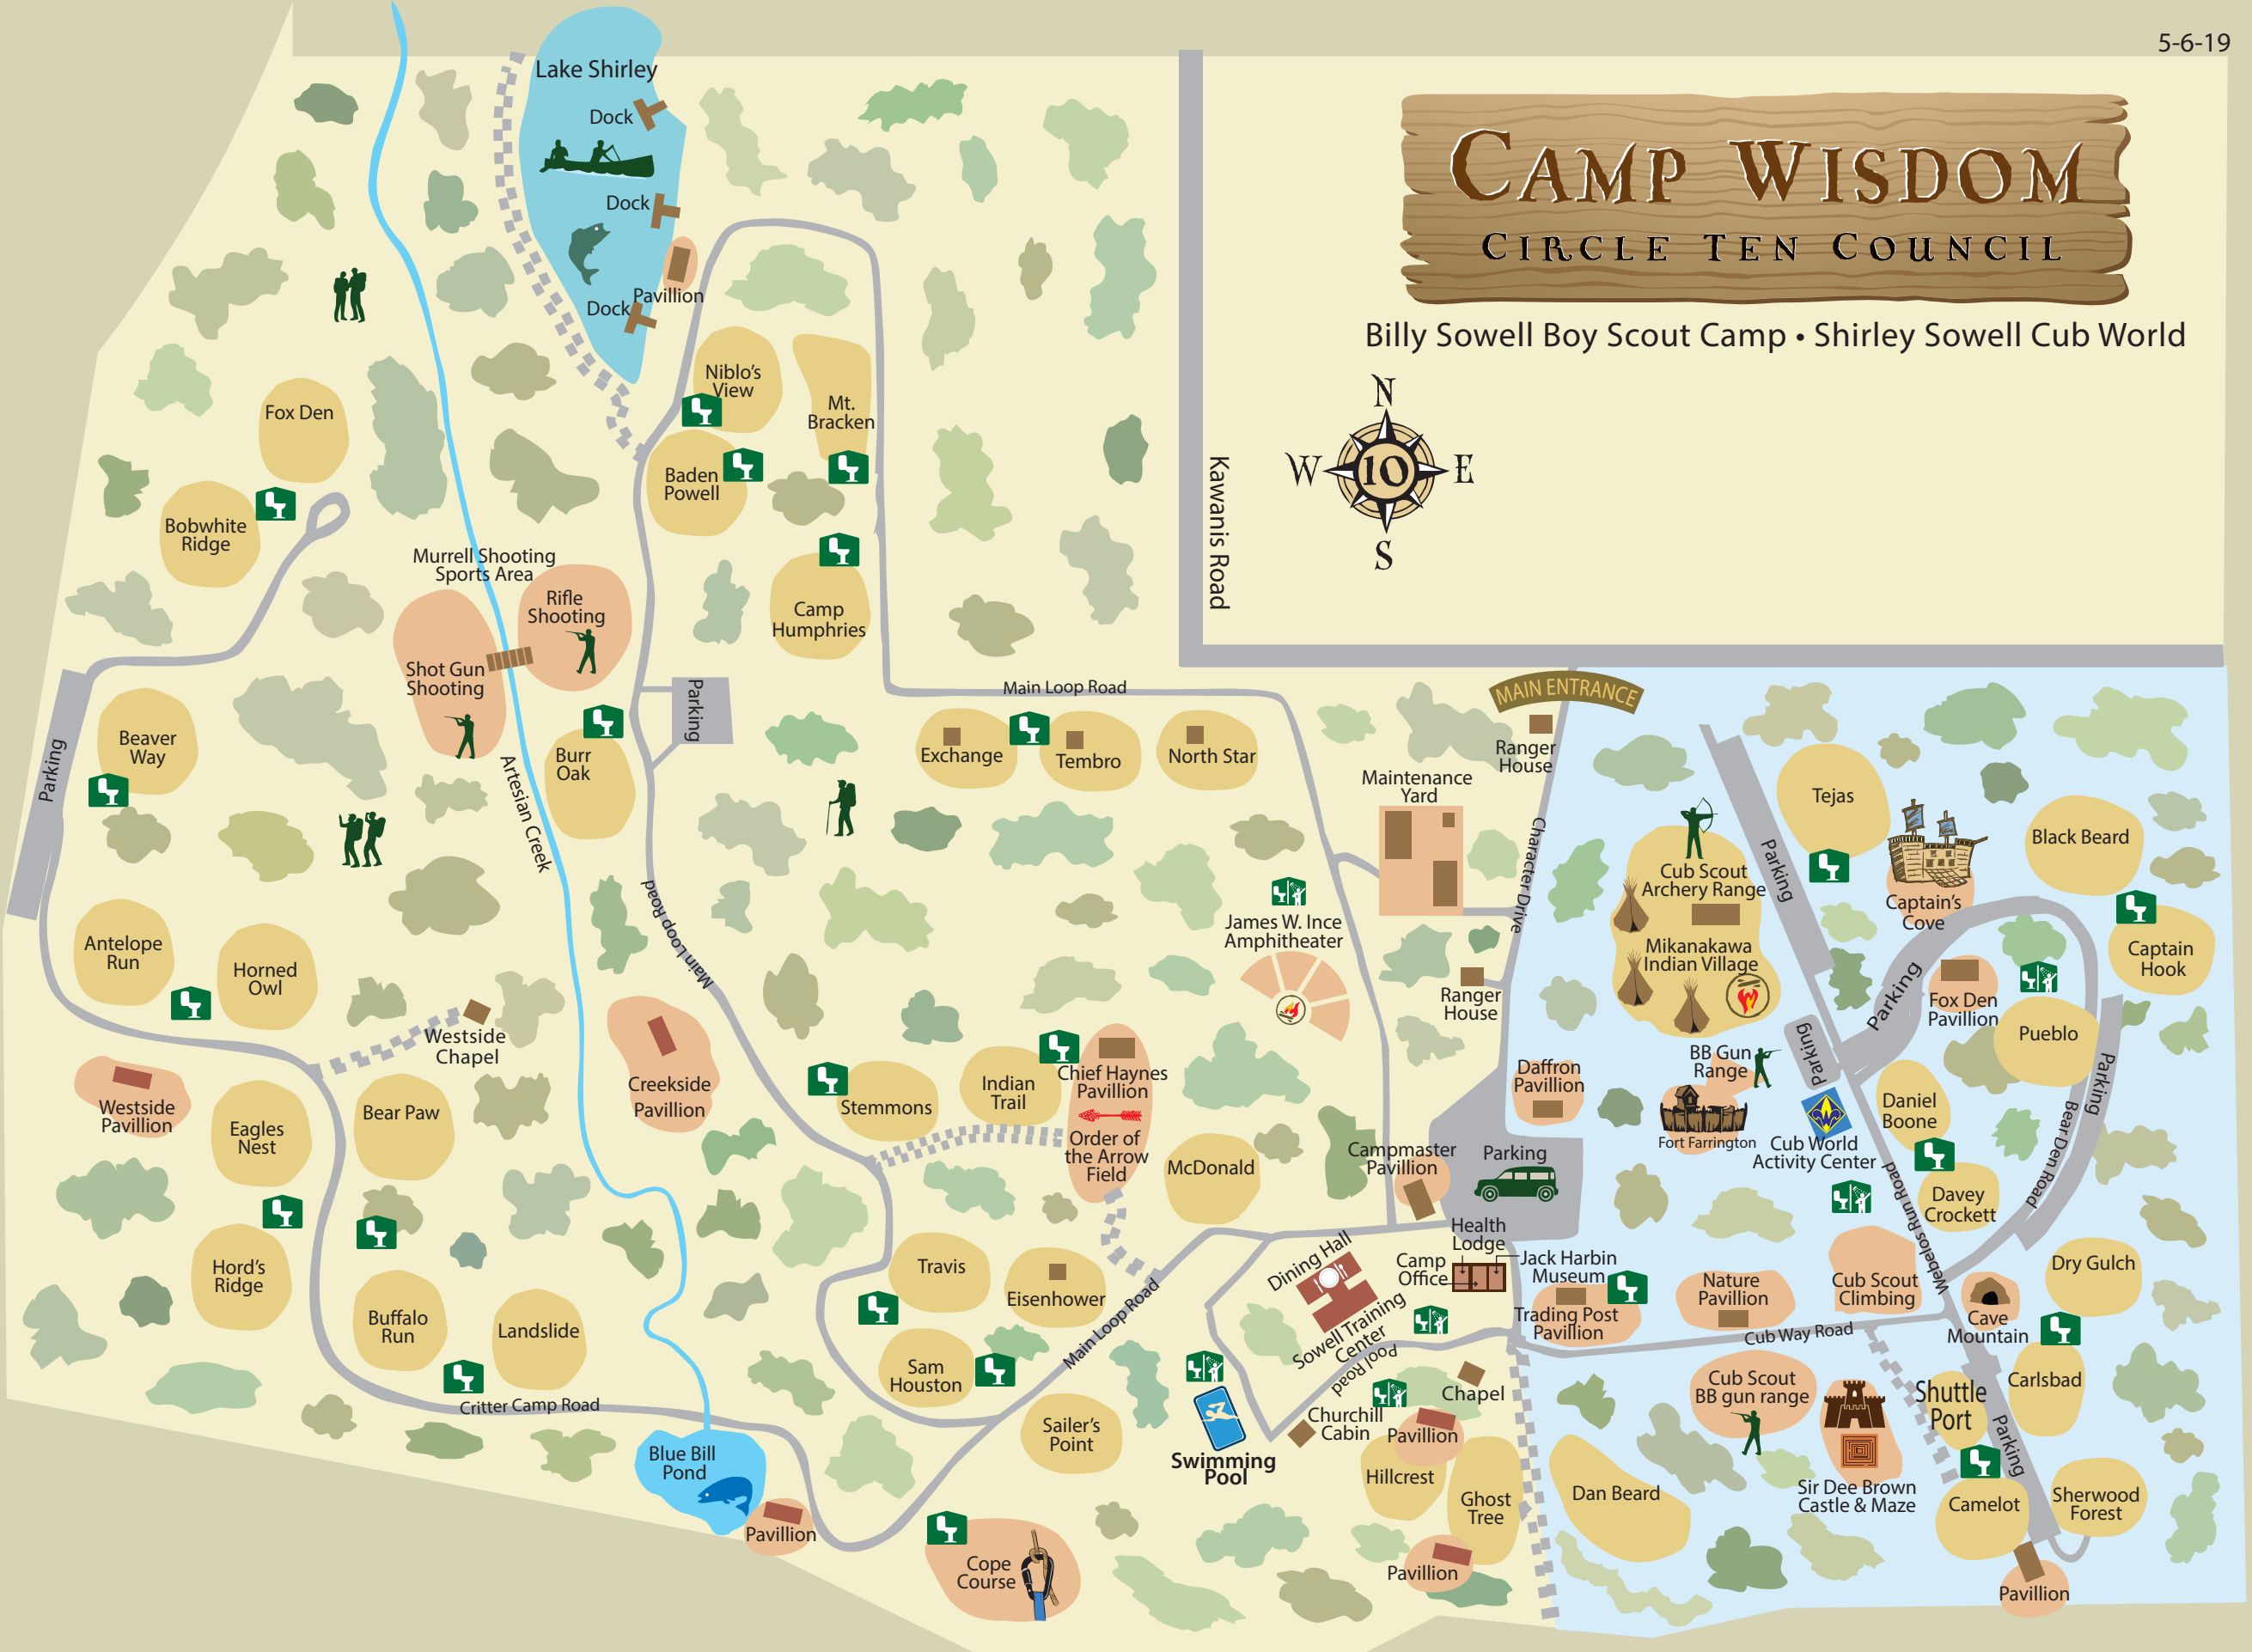 5-6-19
CAMP WISDOM
CIRCLE TEN COUNCIL
Billy Sowell Boy Scout Camp • Shirley Sowell Cub World
N
W
10
E
S
Kawanis Road
Lake Shirley
Dock
Dock
Dock
Pavillion
Niblo's
View
Mt.
Bracken
Baden
Powell
Camp
Humphries
Fox Den
Bobwhite
Ridge
Murrell Shooting
Sports Area
Rifle
Shooting
Shot Gun
Shooting
Parking
Beaver
Way
Parking
Burr
Oak
Artesian Creek
Main Loop Road
Exchange
Tembro
North Star
Main Loop Road
Antelope
Run
Horned
Owl
Westside
Chapel
Westside
Pavillion
Eagles
Nest
Bear Paw
Creekside
Pavillion
Hord's
Ridge
Buffalo
Run
Landslide
Critter Camp Road
Blue Bill
Pond
Pavillion
Stemmons
Indian
Trail
Chief Haynes
Pavillion
Order of
the Arrow
Field
McDonald
Travis
Eisenhower
Sam
Houston
Main Loop Road
Sailer's
Point
Cope
Course
James W. Ince
Amphitheater
MAIN ENTRANCE
Ranger
House
Maintenance
Yard
Character Drive
Ranger
House
Daffron
Pavillion
Campmaster
Pavillion
Parking
Health
Lodge
Camp
Office
Jack Harbin
Museum
Trading Post
Pavillion
Dining Hall
Sowell Training
Center
Pool Road
Swimming
Pool
Churchill
Cabin
Chapel
Pavillion
Hillcrest
Ghost
Tree
Pavillion
Parking
Tejas
Captain's
Cove
Black Beard
Captain
Hook
Cub Scout
Archery Range
Mikanakawa
Indian Village
Parking
Fox Den
Pavillion
Pueblo
Parking
BB Gun
Range
Fort Farrington
Parking
Cub World
Activity Center
Daniel
Boone
Davey
Crockett
Bear Den Road
Webelos Run Road
Dry Gulch
Nature
Pavillion
Cub Scout
Climbing
Cave
Mountain
Cub Way Road
Cub Scout
BB gun range
Shuttle
Port
Carlsbad
Parking
Dan Beard
Sir Dee Brown
Castle & Maze
Camelot
Sherwood
Forest
Pavillion